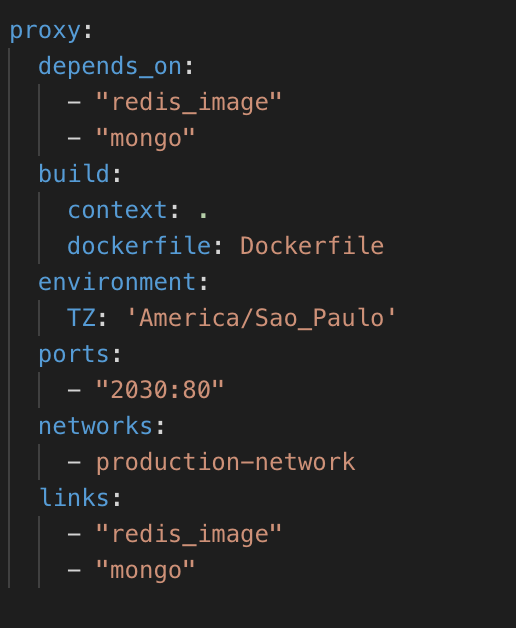 proxy:
  depends_on:
    - "redis_image"
    - "mongo"
  build:
    context: .
    dockerfile: Dockerfile
  environment:
    TZ: 'America/Sao_Paulo'
  ports:
    - "2030:80"
  networks:
    - production-network
  links:
    - "redis_image"
    - "mongo"